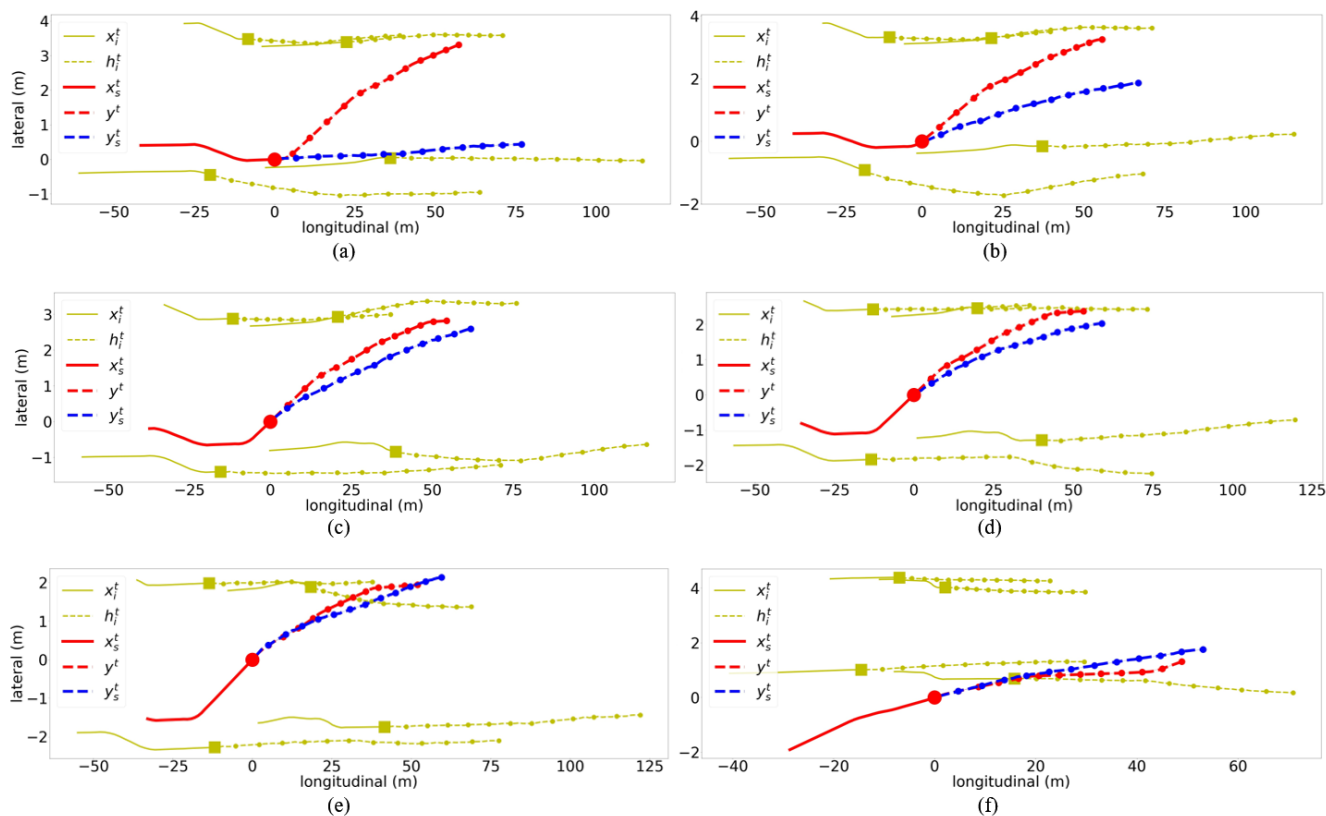 4
3
2
1
0
−1
lateral (m)
x_i^t
h_i^t
x_s^t
y^t
y_s^t
−50 −25 0 25 50 75 100
longitudinal (m)
(a)
4
2
0
−2
x_i^t
h_i^t
x_s^t
y^t
y_s^t
−50 −25 0 25 50 75 100
longitudinal (m)
(b)
3
2
1
0
−1
lateral (m)
x_i^t
h_i^t
x_s^t
y^t
y_s^t
−50 −25 0 25 50 75 100
longitudinal (m)
(c)
2
1
0
−1
−2
lateral (m)
x_i^t
h_i^t
x_s^t
y^t
y_s^t
−50 −25 0 25 50 75 100 125
longitudinal (m)
(d)
2
1
0
−1
−2
x_i^t
h_i^t
x_s^t
y^t
y_s^t
−50 −25 0 25 50 75 100 125
longitudinal (m)
(e)
4
2
0
−2
x_i^t
h_i^t
x_s^t
y^t
y_s^t
−40 −20 0 20 40 60
longitudinal (m)
(f)